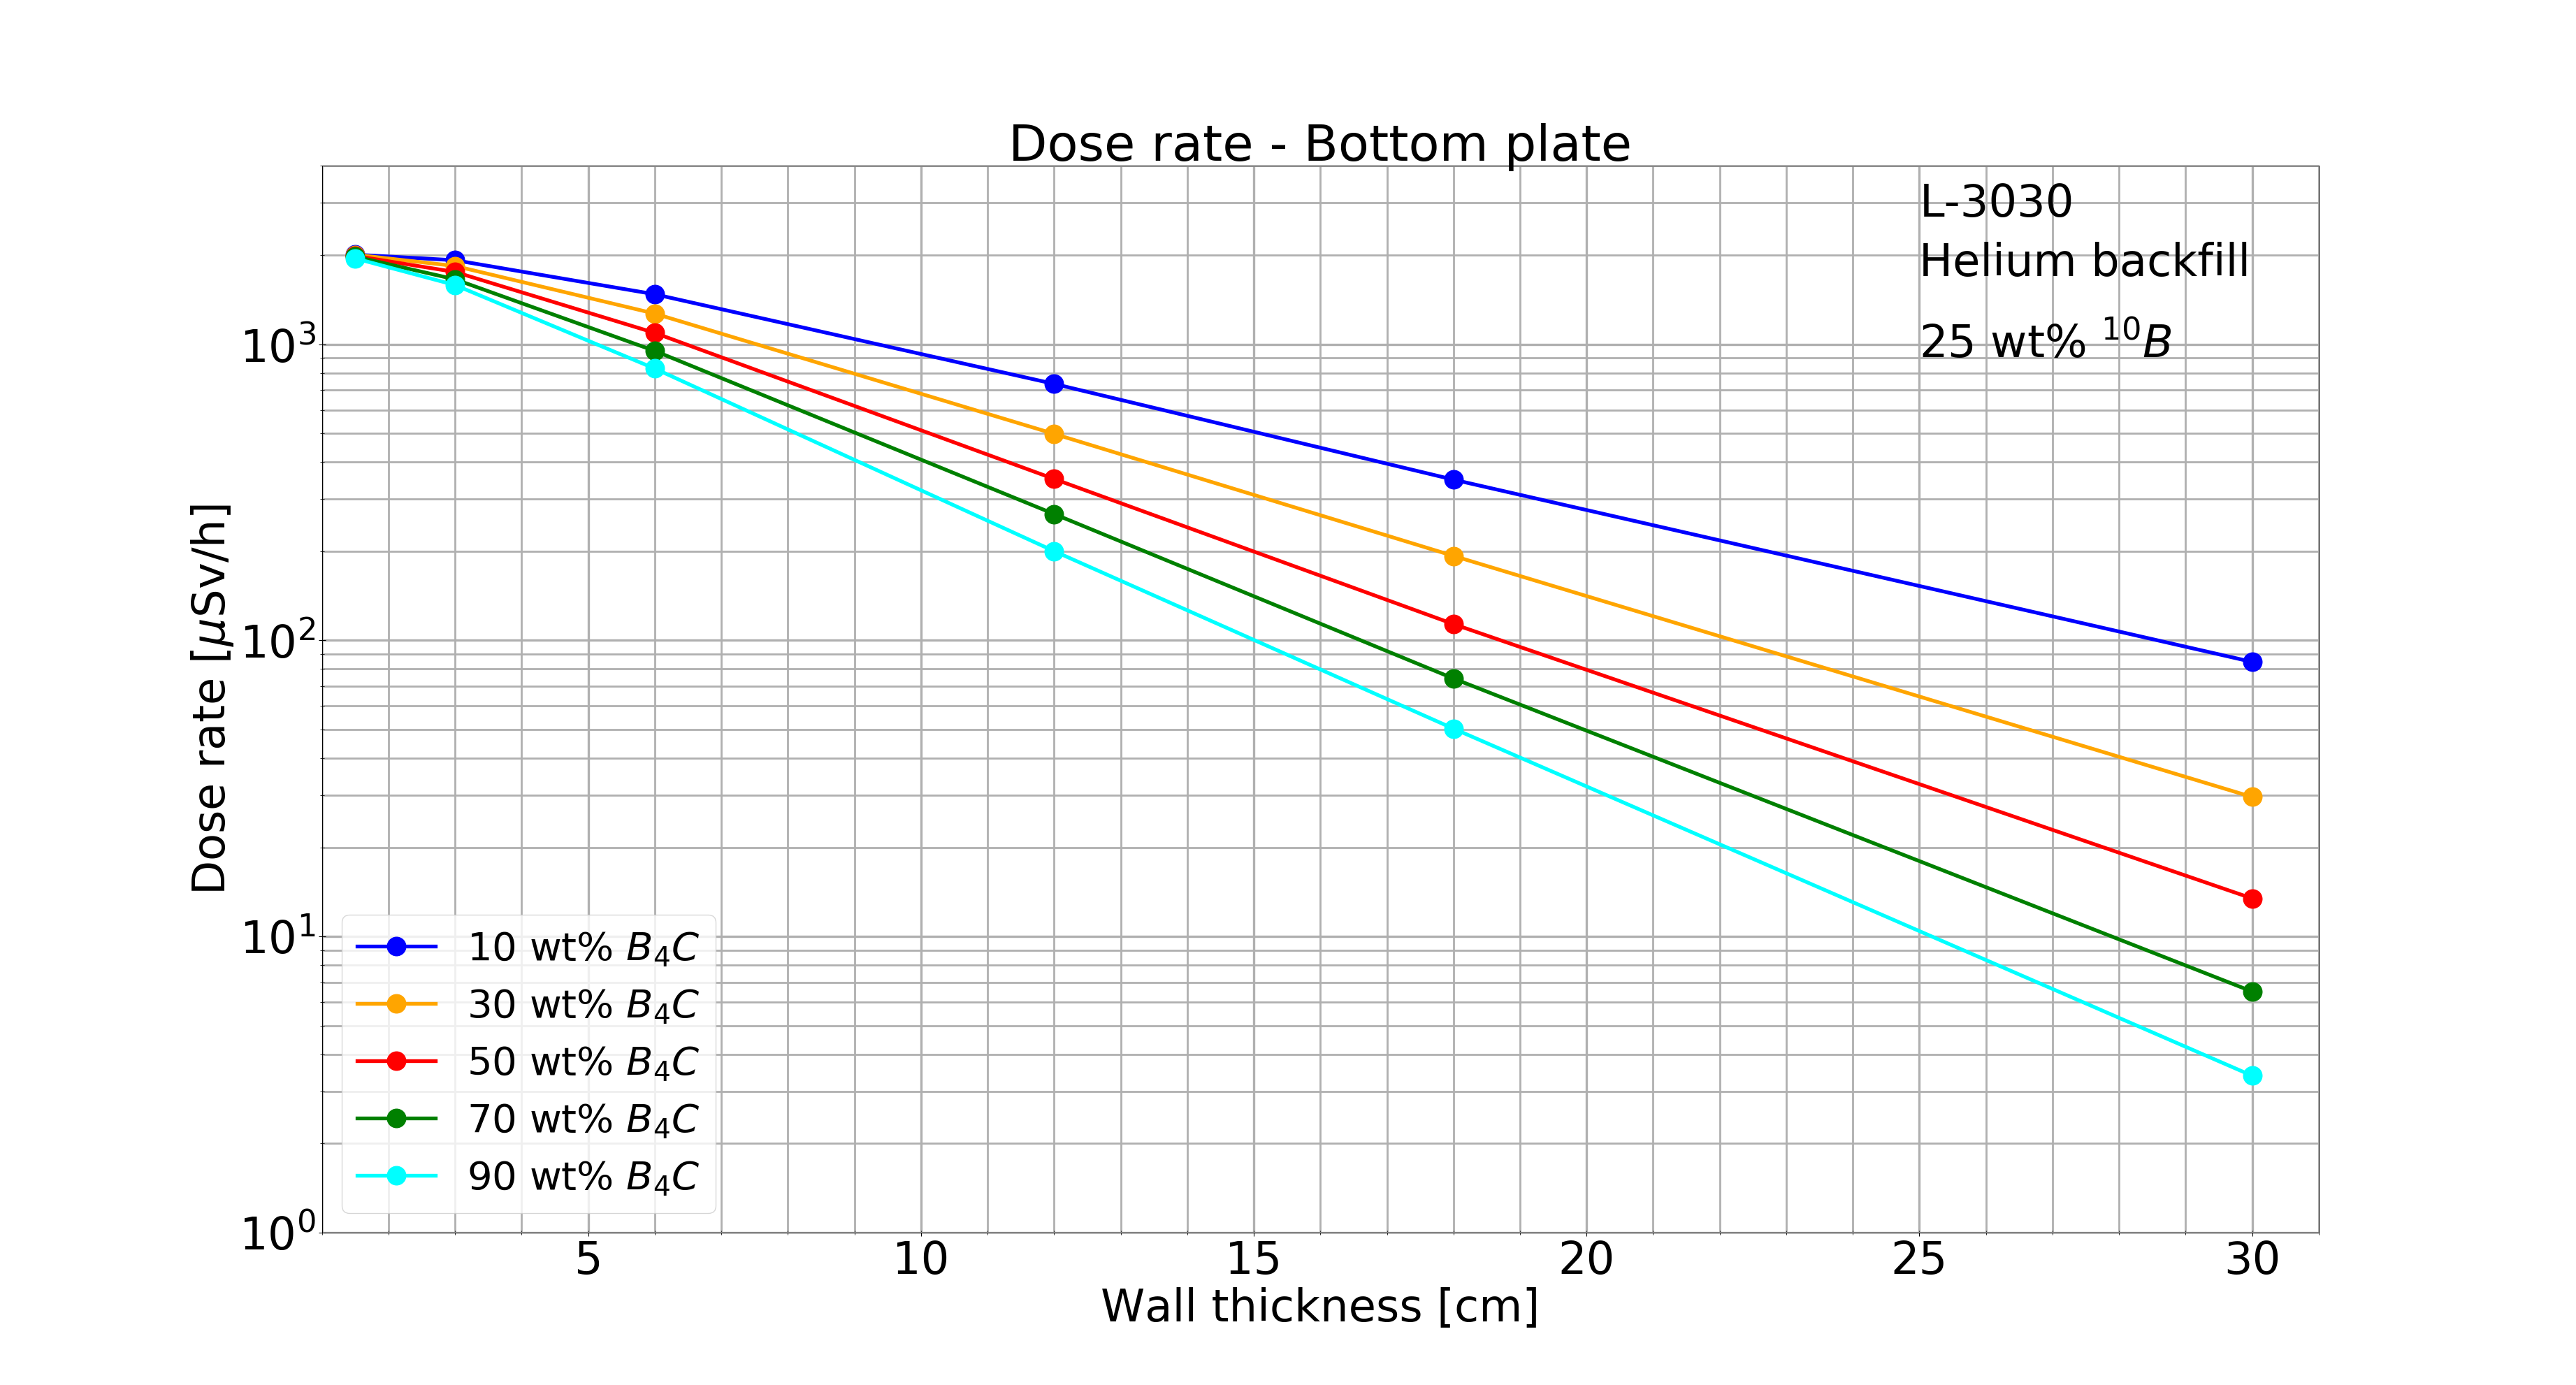 Dose rate - Bottom plate
L-3030
Helium backfill
25 wt% ¹⁰B
Dose rate [μSv/h]
10³
10²
10¹
10⁰
10 wt% B₄C
30 wt% B₄C
50 wt% B₄C
70 wt% B₄C
90 wt% B₄C
5 10 15 20 25 30
Wall thickness [cm]